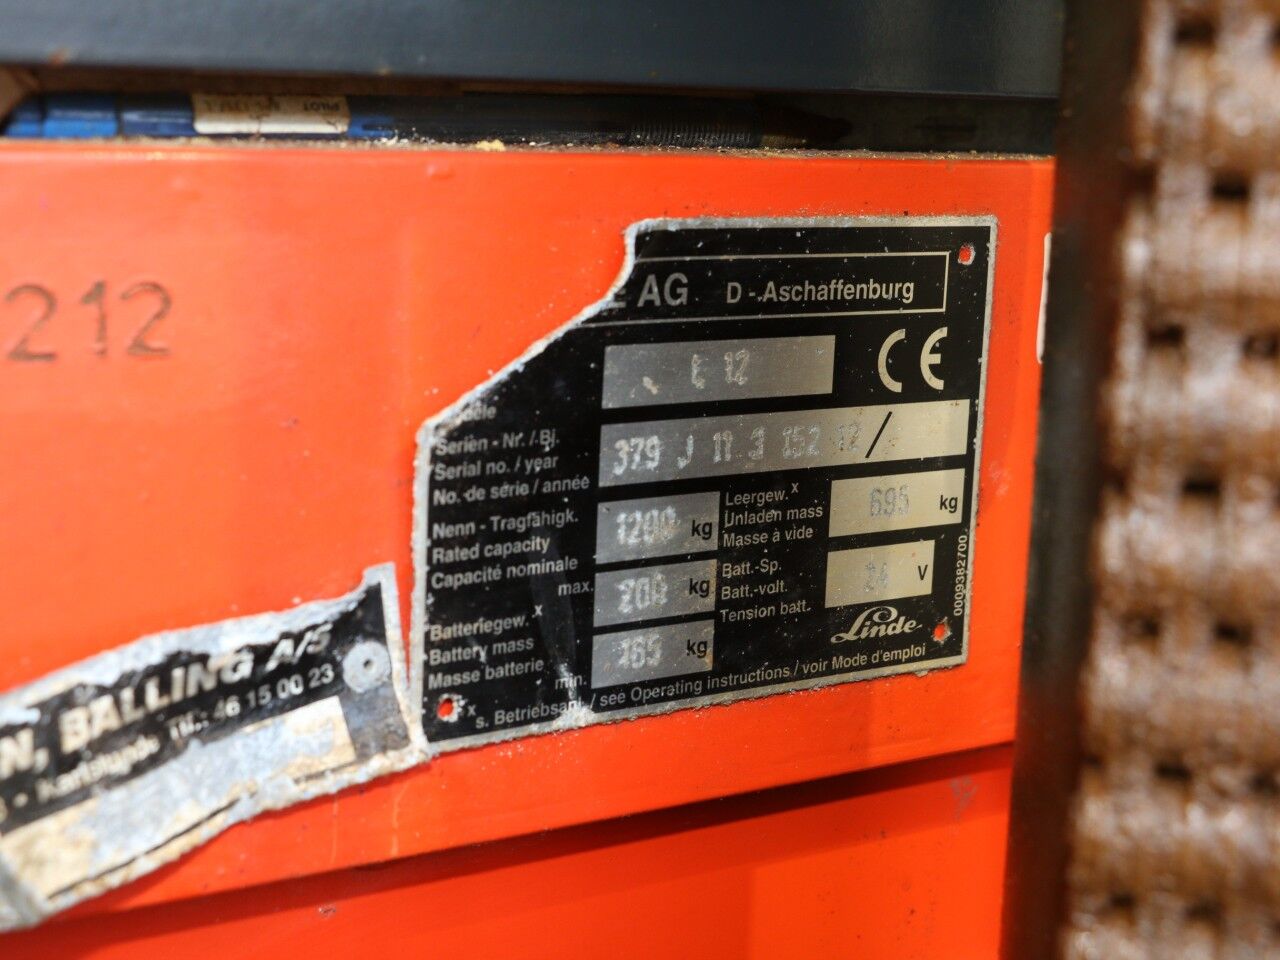 212
AG D - Aschaffenburg
12
CE
Serien - Nr. / Bj.
Serial no. / year
No. de série / année
379 J 11 3 152 12 /
Nenn - Tragfähigk.
Rated capacity
Capacité nominale
1200 kg
Leergew. x
Unladen mass
Masse à vide
695 kg
Batteriegew. x
Battery mass
Masse batterie
max. 200 kg
min. 165 kg
Batt.-Sp.
Batt.-volt.
Tension batt.
24 V
Linde
0009382700
x s. Betriebsanl. / see Operating instructions / voir Mode d'emploi
N, BALLING A/S
Karlslunde Tlf.: 46 15 00 23